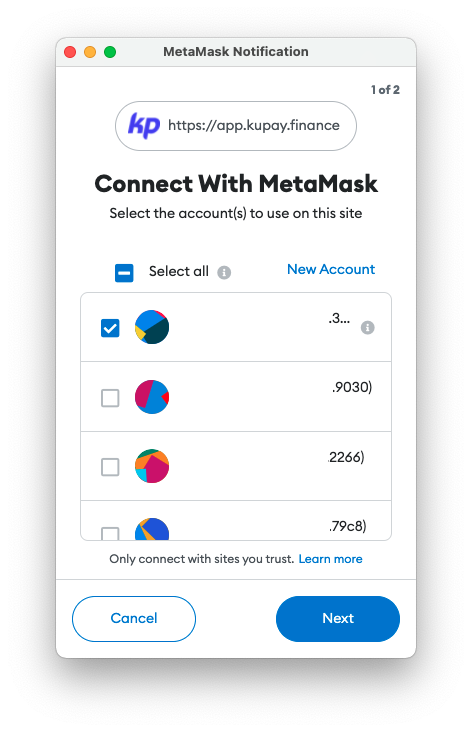 MetaMask Notification
1 of 2
kp https://app.kupay.finance
Connect With MetaMask
Select the account(s) to use on this site
Select all i New Account
.3... i
.9030)
.2266)
.79c8)
Only connect with sites you trust. Learn more
Cancel Next